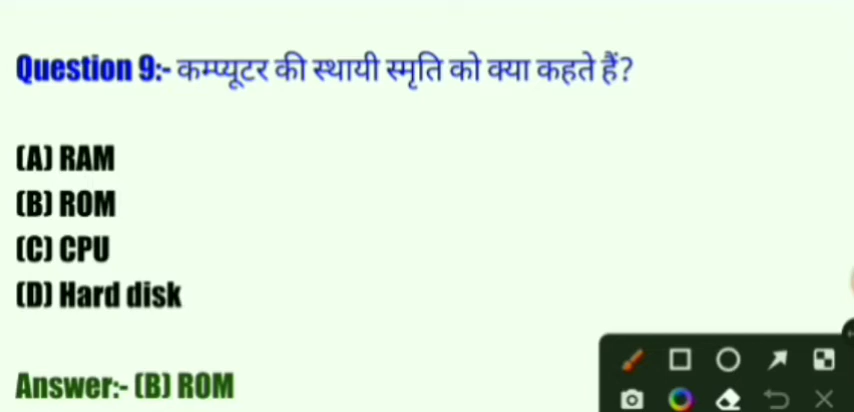 Question 9:- कम्प्यूटर की स्थायी स्मृति को क्या कहते हैं?
(A) RAM
(B) ROM
(C) CPU
(D) Hard disk
Answer:- (B) ROM